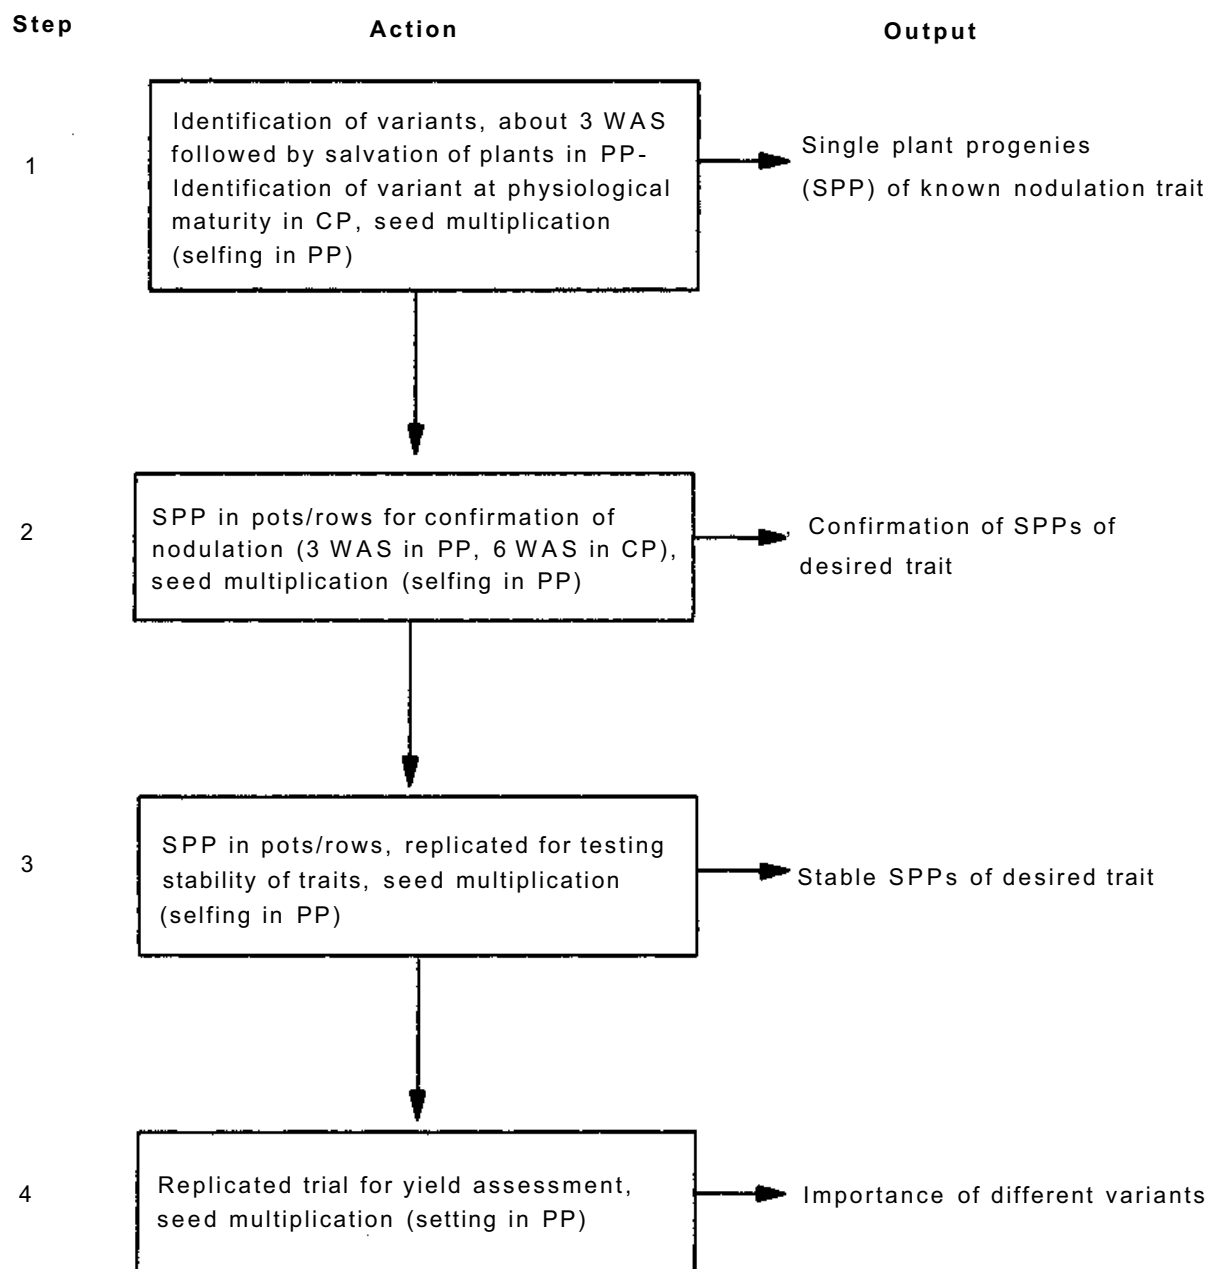 Step Action Output
1
Identification of variants, about 3 WAS
followed by salvation of plants in PP-
Identification of variant at physiological
maturity in CP, seed multiplication
(selfing in PP)
Single plant progenies
(SPP) of known nodulation trait
2
SPP in pots/rows for confirmation of
nodulation (3 WAS in PP, 6 WAS in CP),
seed multiplication (selfing in PP)
Confirmation of SPPs of
desired trait
3
SPP in pots/rows, replicated for testing
stability of traits, seed multiplication
(selfing in PP)
Stable SPPs of desired trait
4
Replicated trial for yield assessment,
seed multiplication (setting in PP)
Importance of different variants